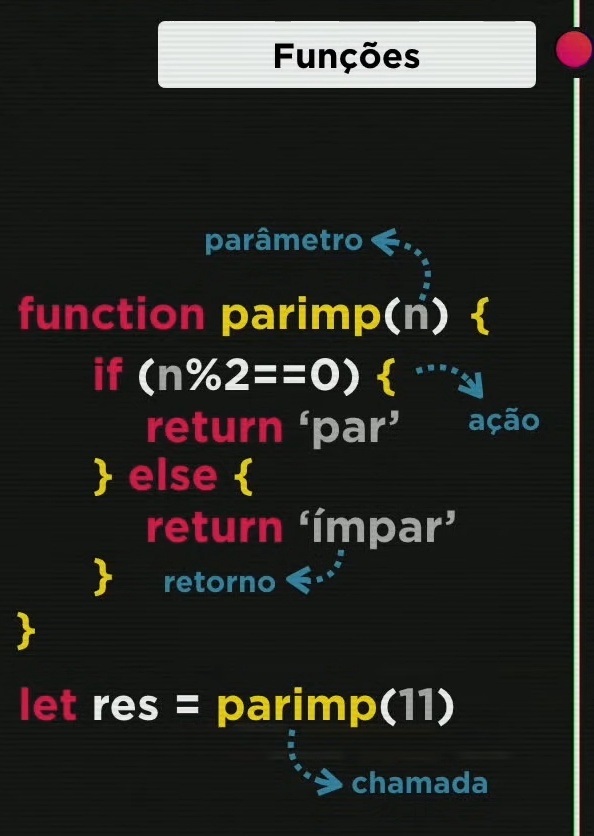 Funções
parâmetro
function parimp(n) {
if (n%2==0) {
ação
return ‘par’
} else {
return ‘ímpar’
}
retorno
}
let res = parimp(11)
chamada